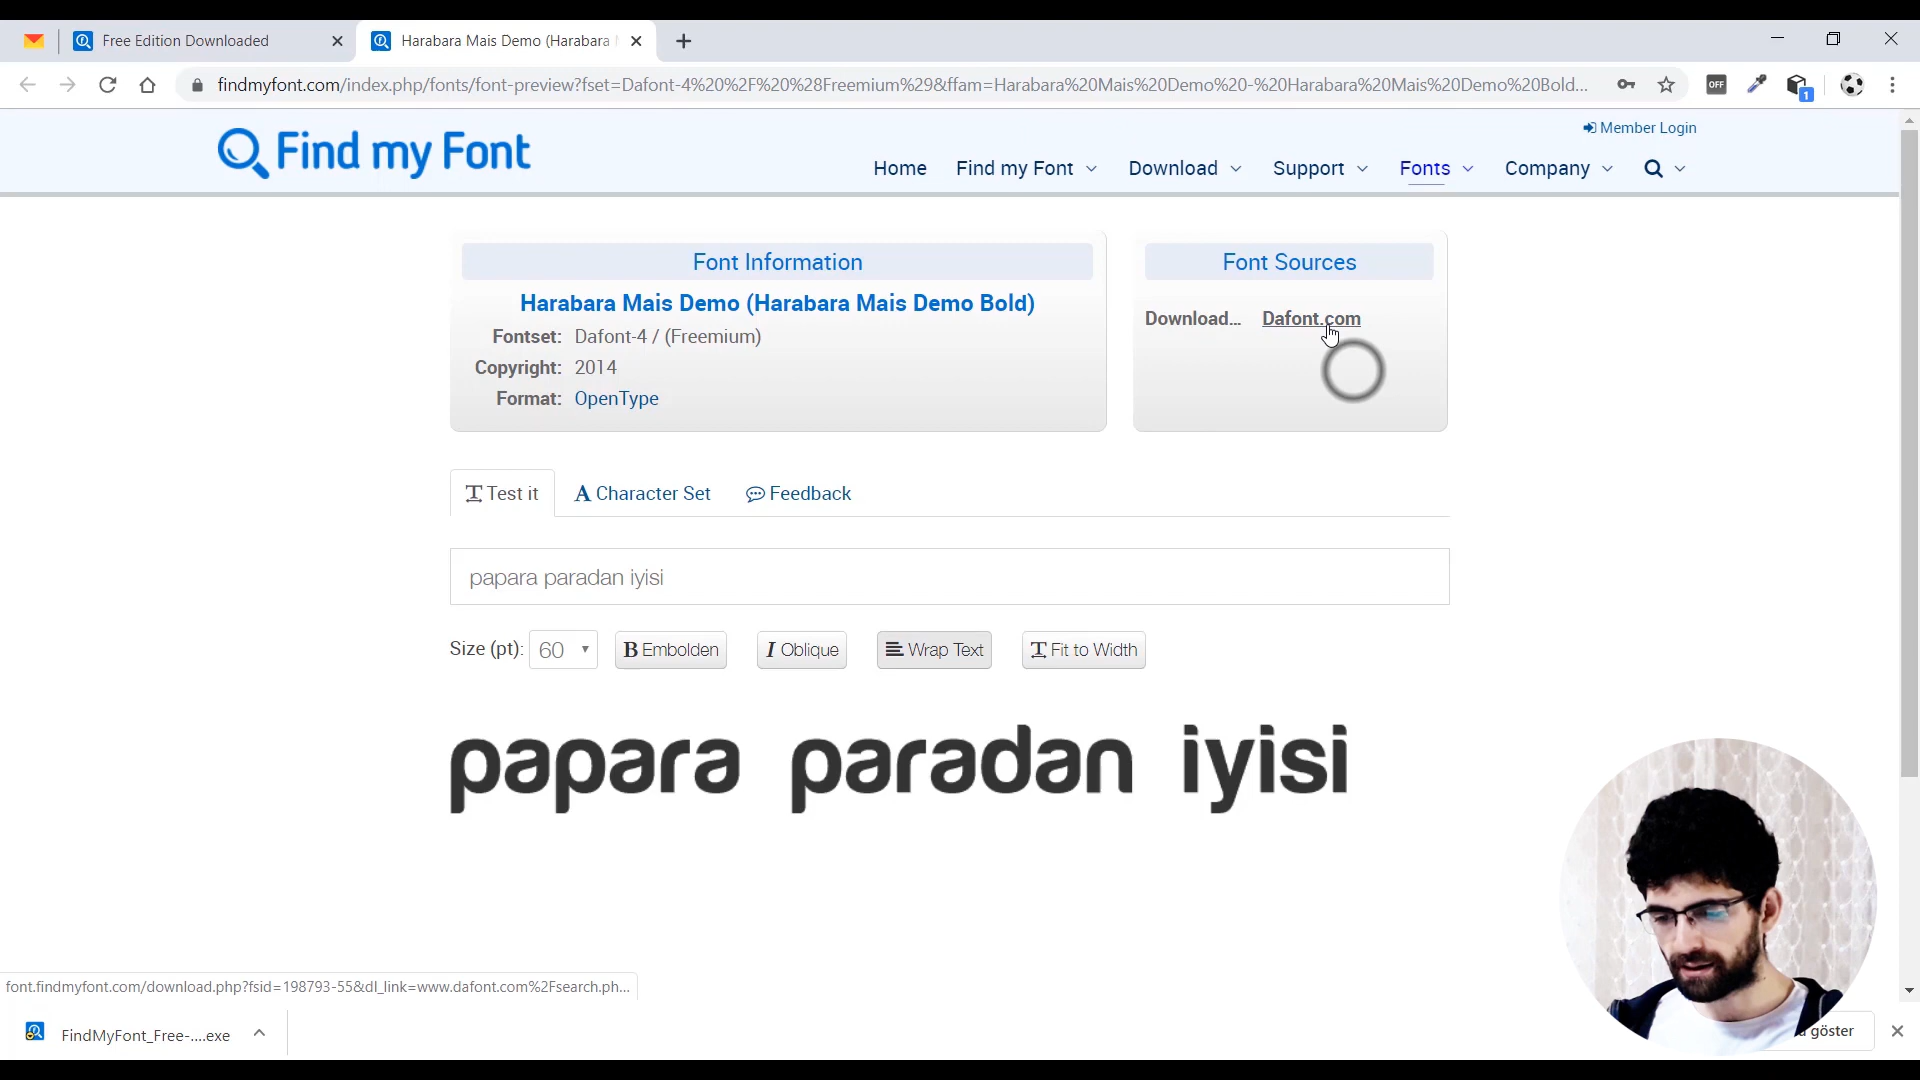 Free Edition Downloaded
Harabara Mais Demo (Harabara
findmyfont.com/index.php/fonts/font-preview?fset=Dafont-4%20%2F%20%28Freemium%29&ffam=Harabara%20Mais%20Demo%20-%20Harabara%20Mais%20Demo%20Bold...
OFF
1
Find my Font
Member Login
Home Find my Font Download Support Fonts Company
Font Information
Harabara Mais Demo (Harabara Mais Demo Bold)
Fontset: Dafont-4 / (Freemium)
Copyright: 2014
Format: OpenType
Font Sources
Download... Dafont.com
Test it Character Set Feedback
papara paradan iyisi
Size (pt): 60 B Embolden I Oblique Wrap Text Fit to Width
papara paradan iyisi
font.findmyfont.com/download.php?fsid=198793-55&dl_link=www.dafont.com%2Fsearch.ph...
FindMyFont_Free-....exe
göster